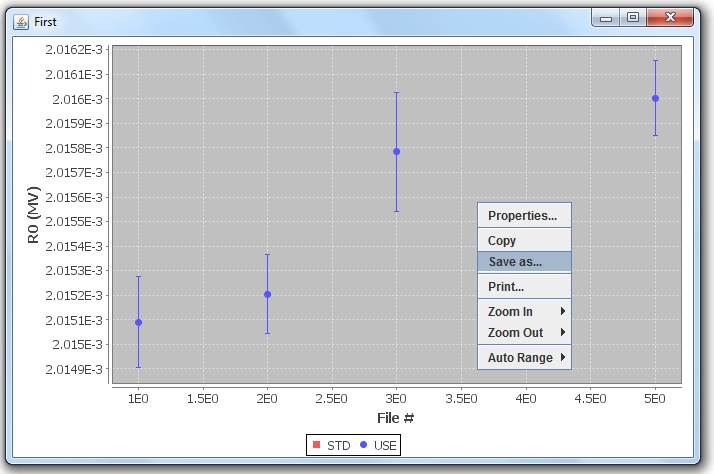 First
2.0162E-3
2.0161E-3
2.016E-3
2.0159E-3
2.0158E-3
2.0157E-3
2.0156E-3
2.0155E-3
2.0154E-3
2.0153E-3
2.0152E-3
2.0151E-3
2.015E-3
2.0149E-3
R0 (MV)
Properties...
Copy
Save as...
Print...
Zoom In
Zoom Out
Auto Range
1E0 1.5E0 2E0 2.5E0 3E0 3.5E0 4E0 4.5E0 5E0
File #
STD USE